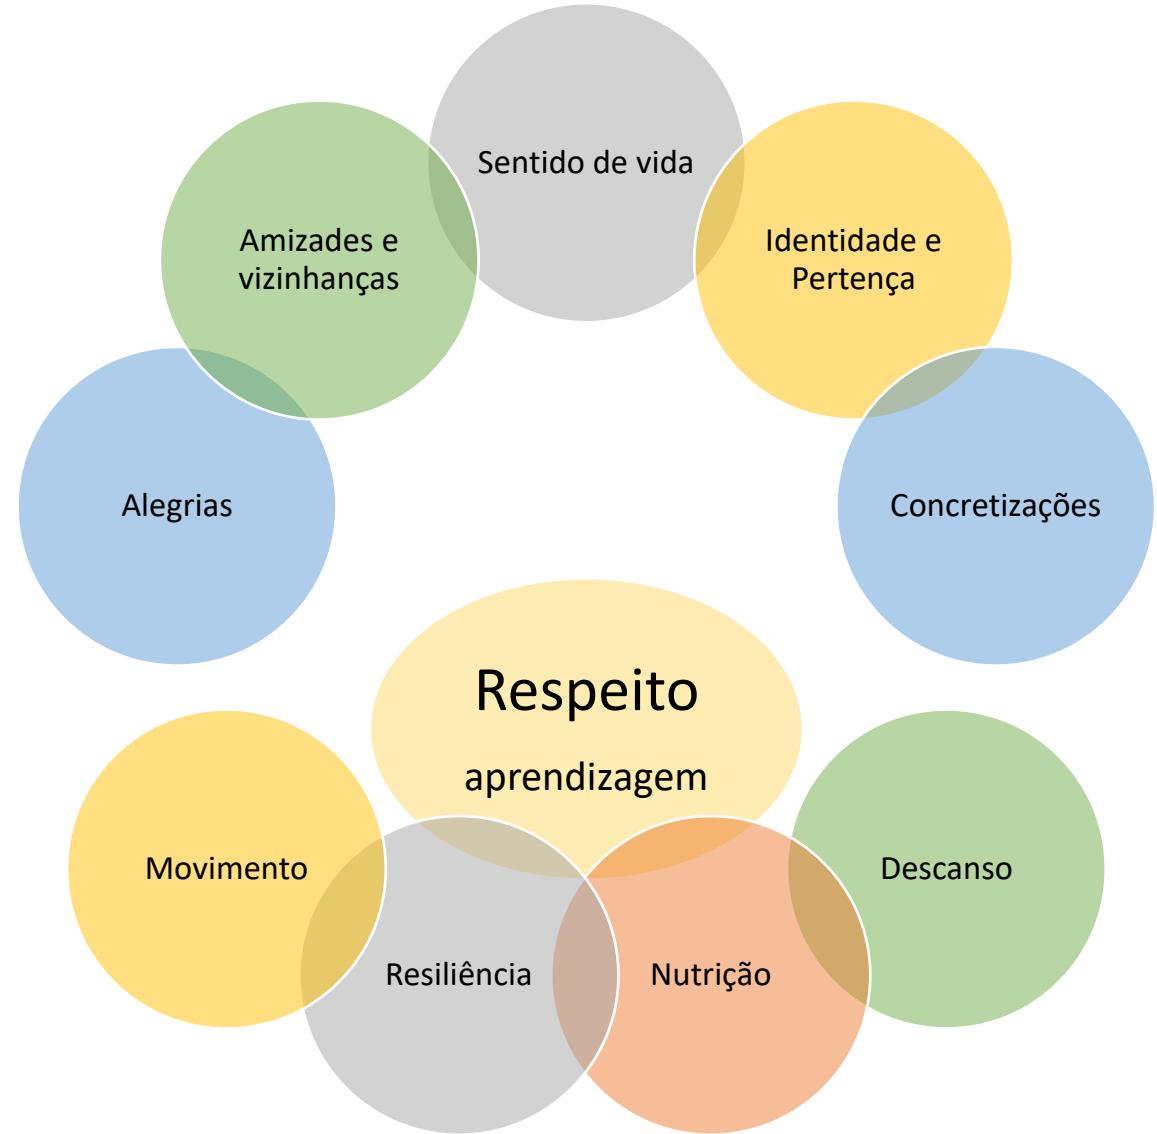 Sentido de vida
Amizades e
vizinhanças
Identidade e
Pertença
Alegrias
Concretizações
Respeito
aprendizagem
Movimento
Descanso
Resiliência
Nutrição